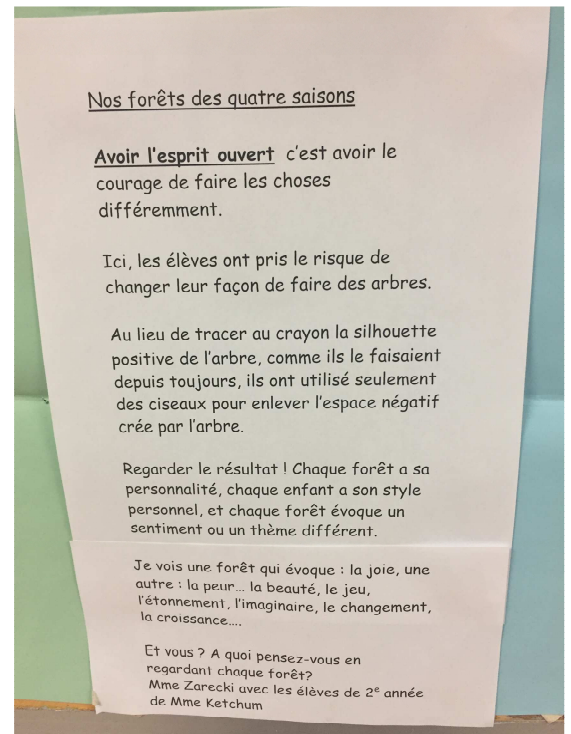 Nos forêts des quatre saisons
Avoir l'esprit ouvert c'est avoir le
courage de faire les choses
différemment.
Ici, les élèves ont pris le risque de
changer leur façon de faire des arbres.
Au lieu de tracer au crayon la silhouette
positive de l'arbre, comme ils le faisaient
depuis toujours, ils ont utilisé seulement
des ciseaux pour enlever l'espace négatif
crée par l'arbre.
Regarder le résultat ! Chaque forêt a sa
personnalité, chaque enfant a son style
personnel, et chaque forêt évoque un
sentiment ou un thème différent.
Je vois une forêt qui évoque : la joie, une
autre : la peur... la beauté, le jeu,
l'étonnement, l'imaginaire, le changement,
la croissance....
Et vous ? A quoi pensez-vous en
regardant chaque forêt?
Mme Zarecki avec les élèves de 2e année
de Mme Ketchum